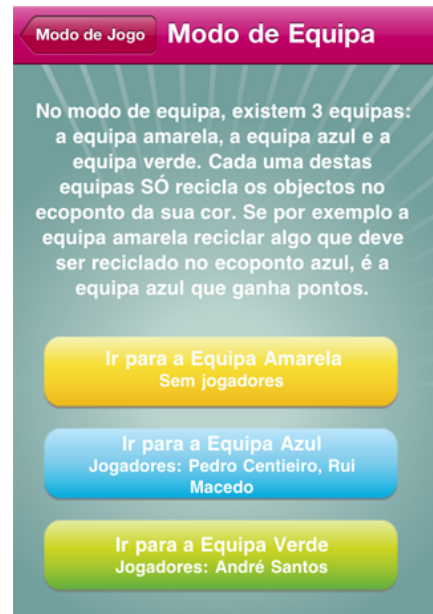 Modo de Jogo
Modo de Equipa
No modo de equipa, existem 3 equipas:
a equipa amarela, a equipa azul e a
equipa verde. Cada uma destas
equipas SÓ recicla os objectos no
ecoponto da sua cor. Se por exemplo a
equipa amarela reciclar algo que deve
ser reciclado no ecoponto azul, é a
equipa azul que ganha pontos.
Ir para a Equipa Amarela
Sem jogadores
Ir para a Equipa Azul
Jogadores: Pedro Centieiro, Rui
Macedo
Ir para a Equipa Verde
Jogadores: André Santos